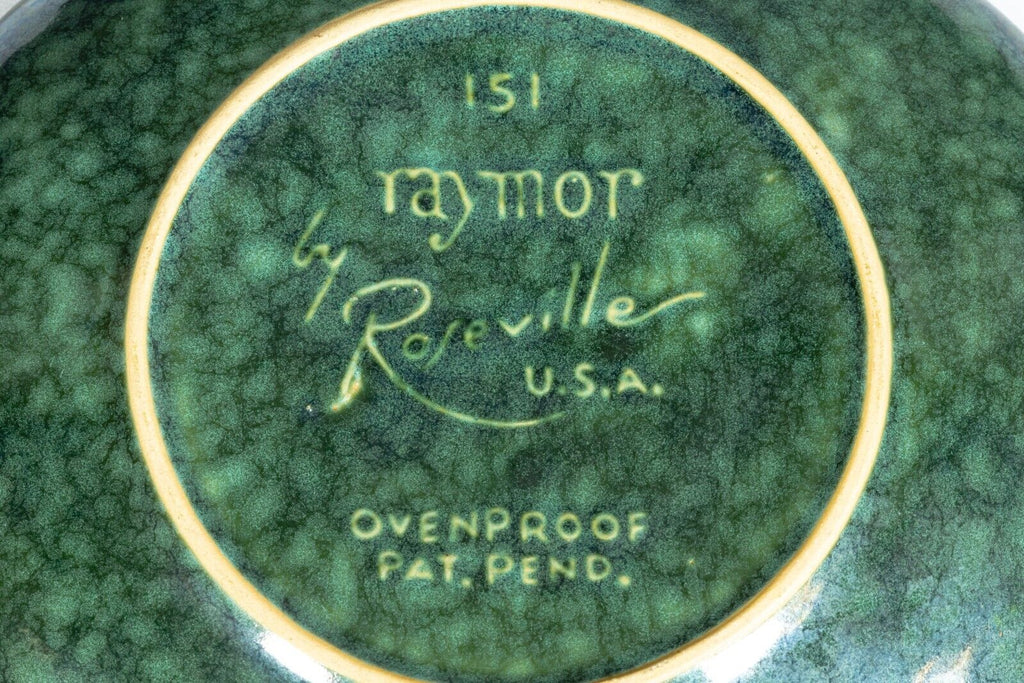 151
raymor
by
Roseville
U.S.A.
OVENPROOF
PAT. PEND.